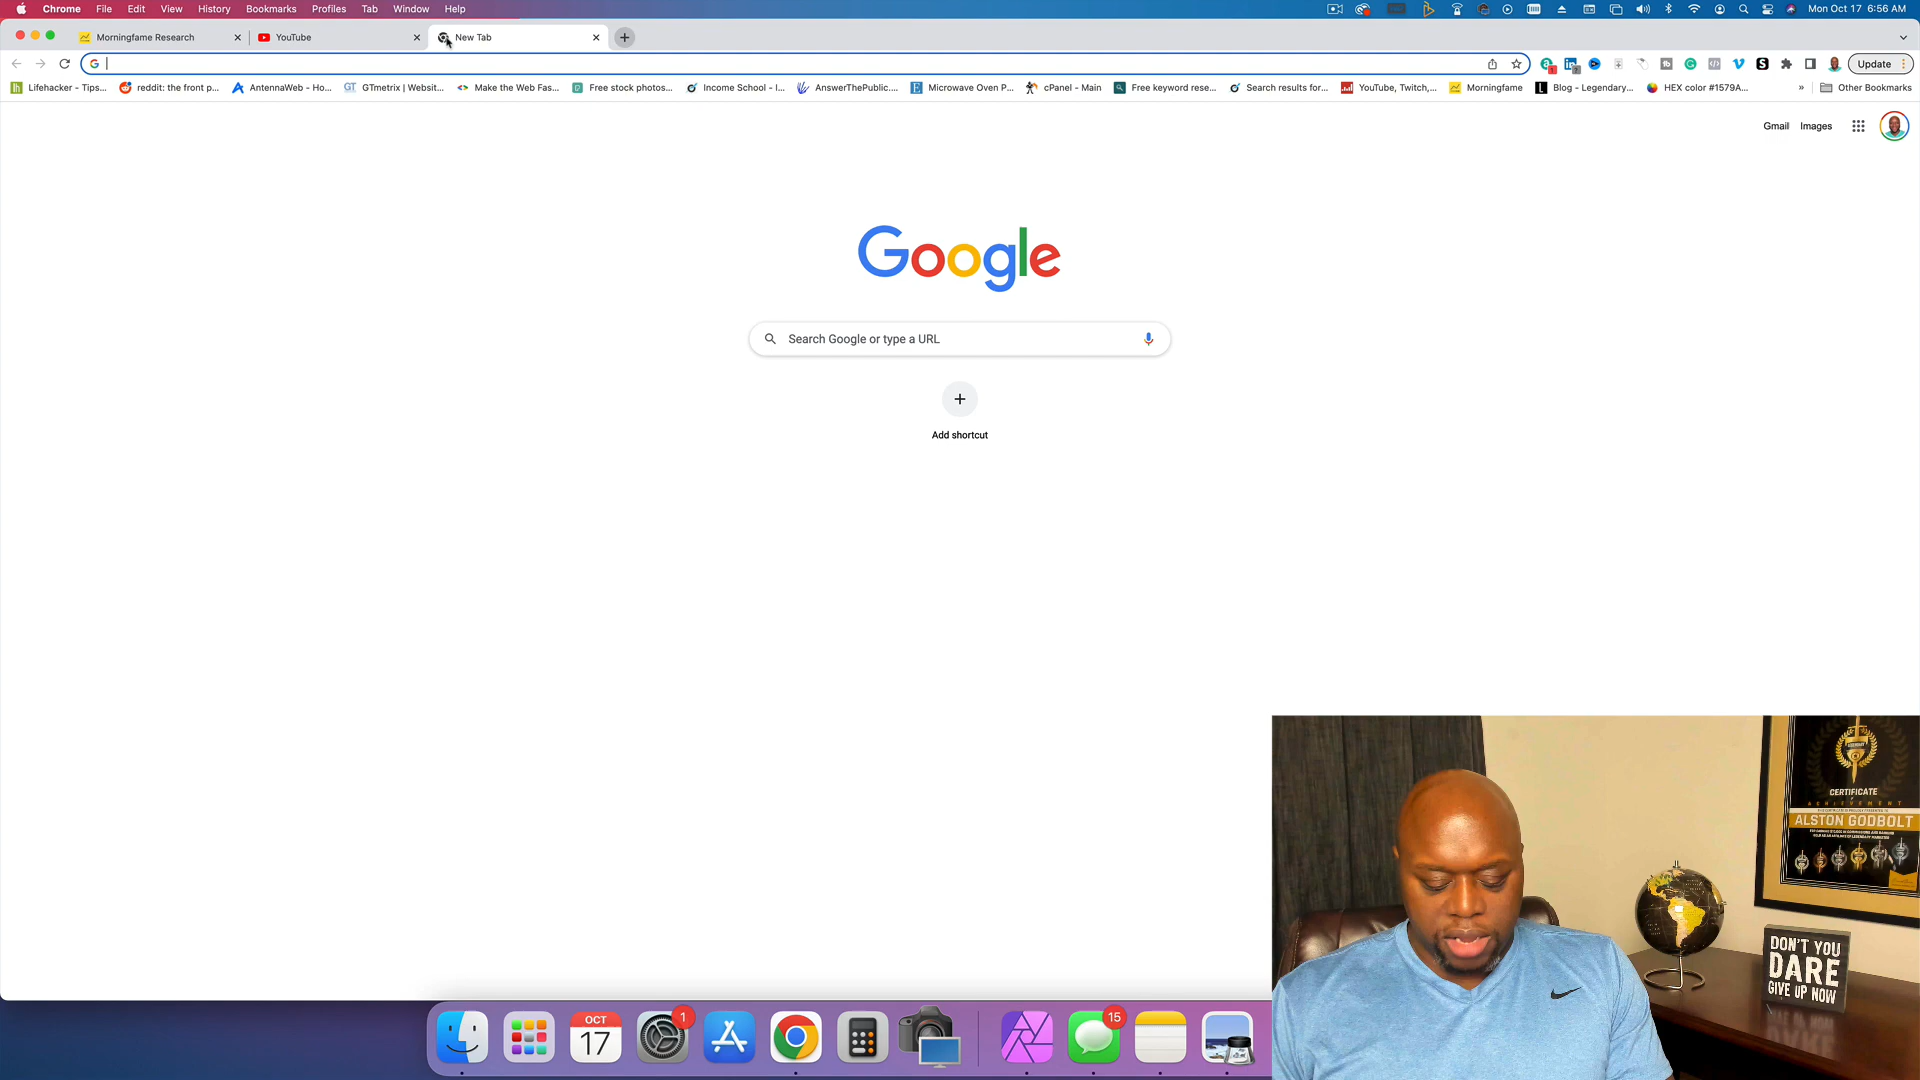 Chrome File Edit View History Bookmarks Profiles Tab Window Help Mon Oct 17 6:56 AM
Morningfame Research YouTube New Tab
Update
Lifehacker - Tips... reddit: the front p... AntennaWeb - Ho... GTmetrix | Websit... Make the Web Fas... Free stock photos... Income School - I... AnswerThePublic.... Microwave Oven P... cPanel - Main Free keyword rese... Search results for... YouTube, Twitch,... Morningfame Blog - Legendary... HEX color #1579A... » Other Bookmarks
Gmail Images
Google
Search Google or type a URL
Add shortcut
CERTIFICATE
ACHIEVEMENT
ALSTON GODBOLT
DON'T YOU
DARE
GIVE UP NOW
OCT
17
1
15